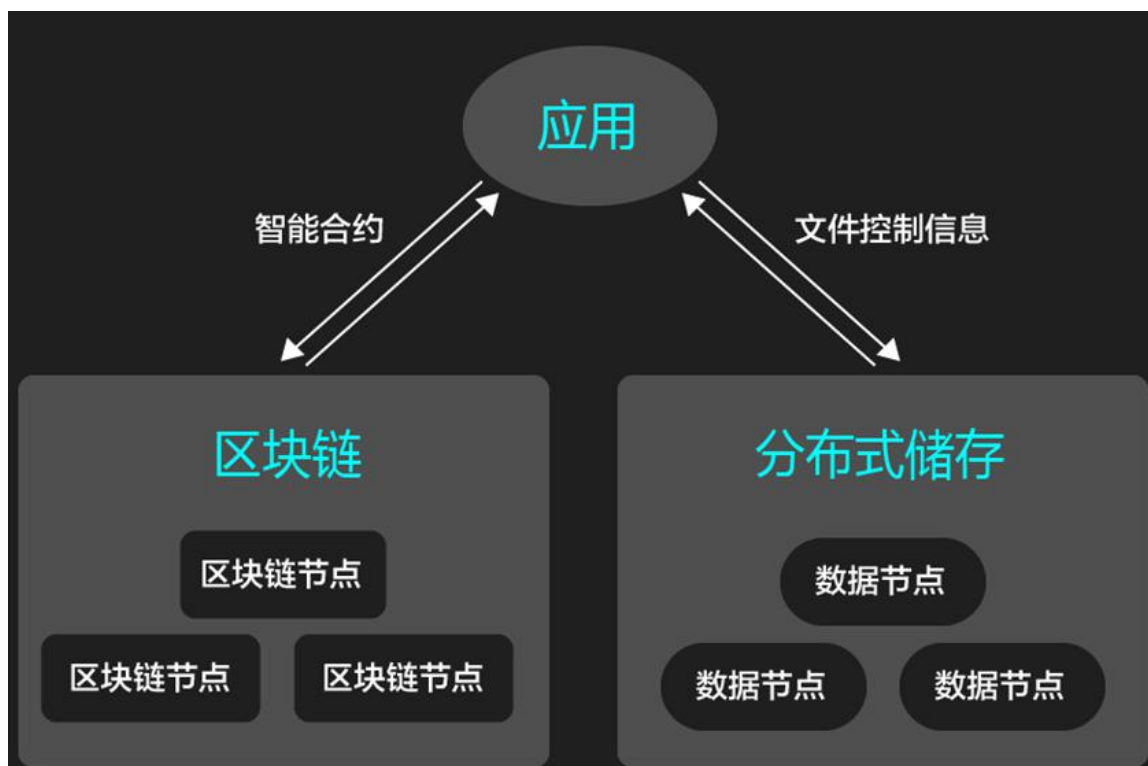 应用
智能合约
文件控制信息
区块链
分布式储存
区块链节点
数据节点
区块链节点
区块链节点
数据节点
数据节点